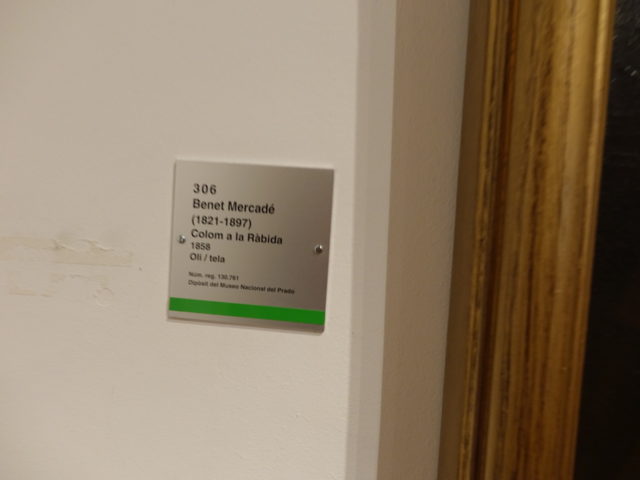 306
Benet Mercadé
(1821-1897)
Colom a la Ràbida
1858
Oli / tela
Núm. reg. 130.761
Dipòsit del Museo Nacional del Prado